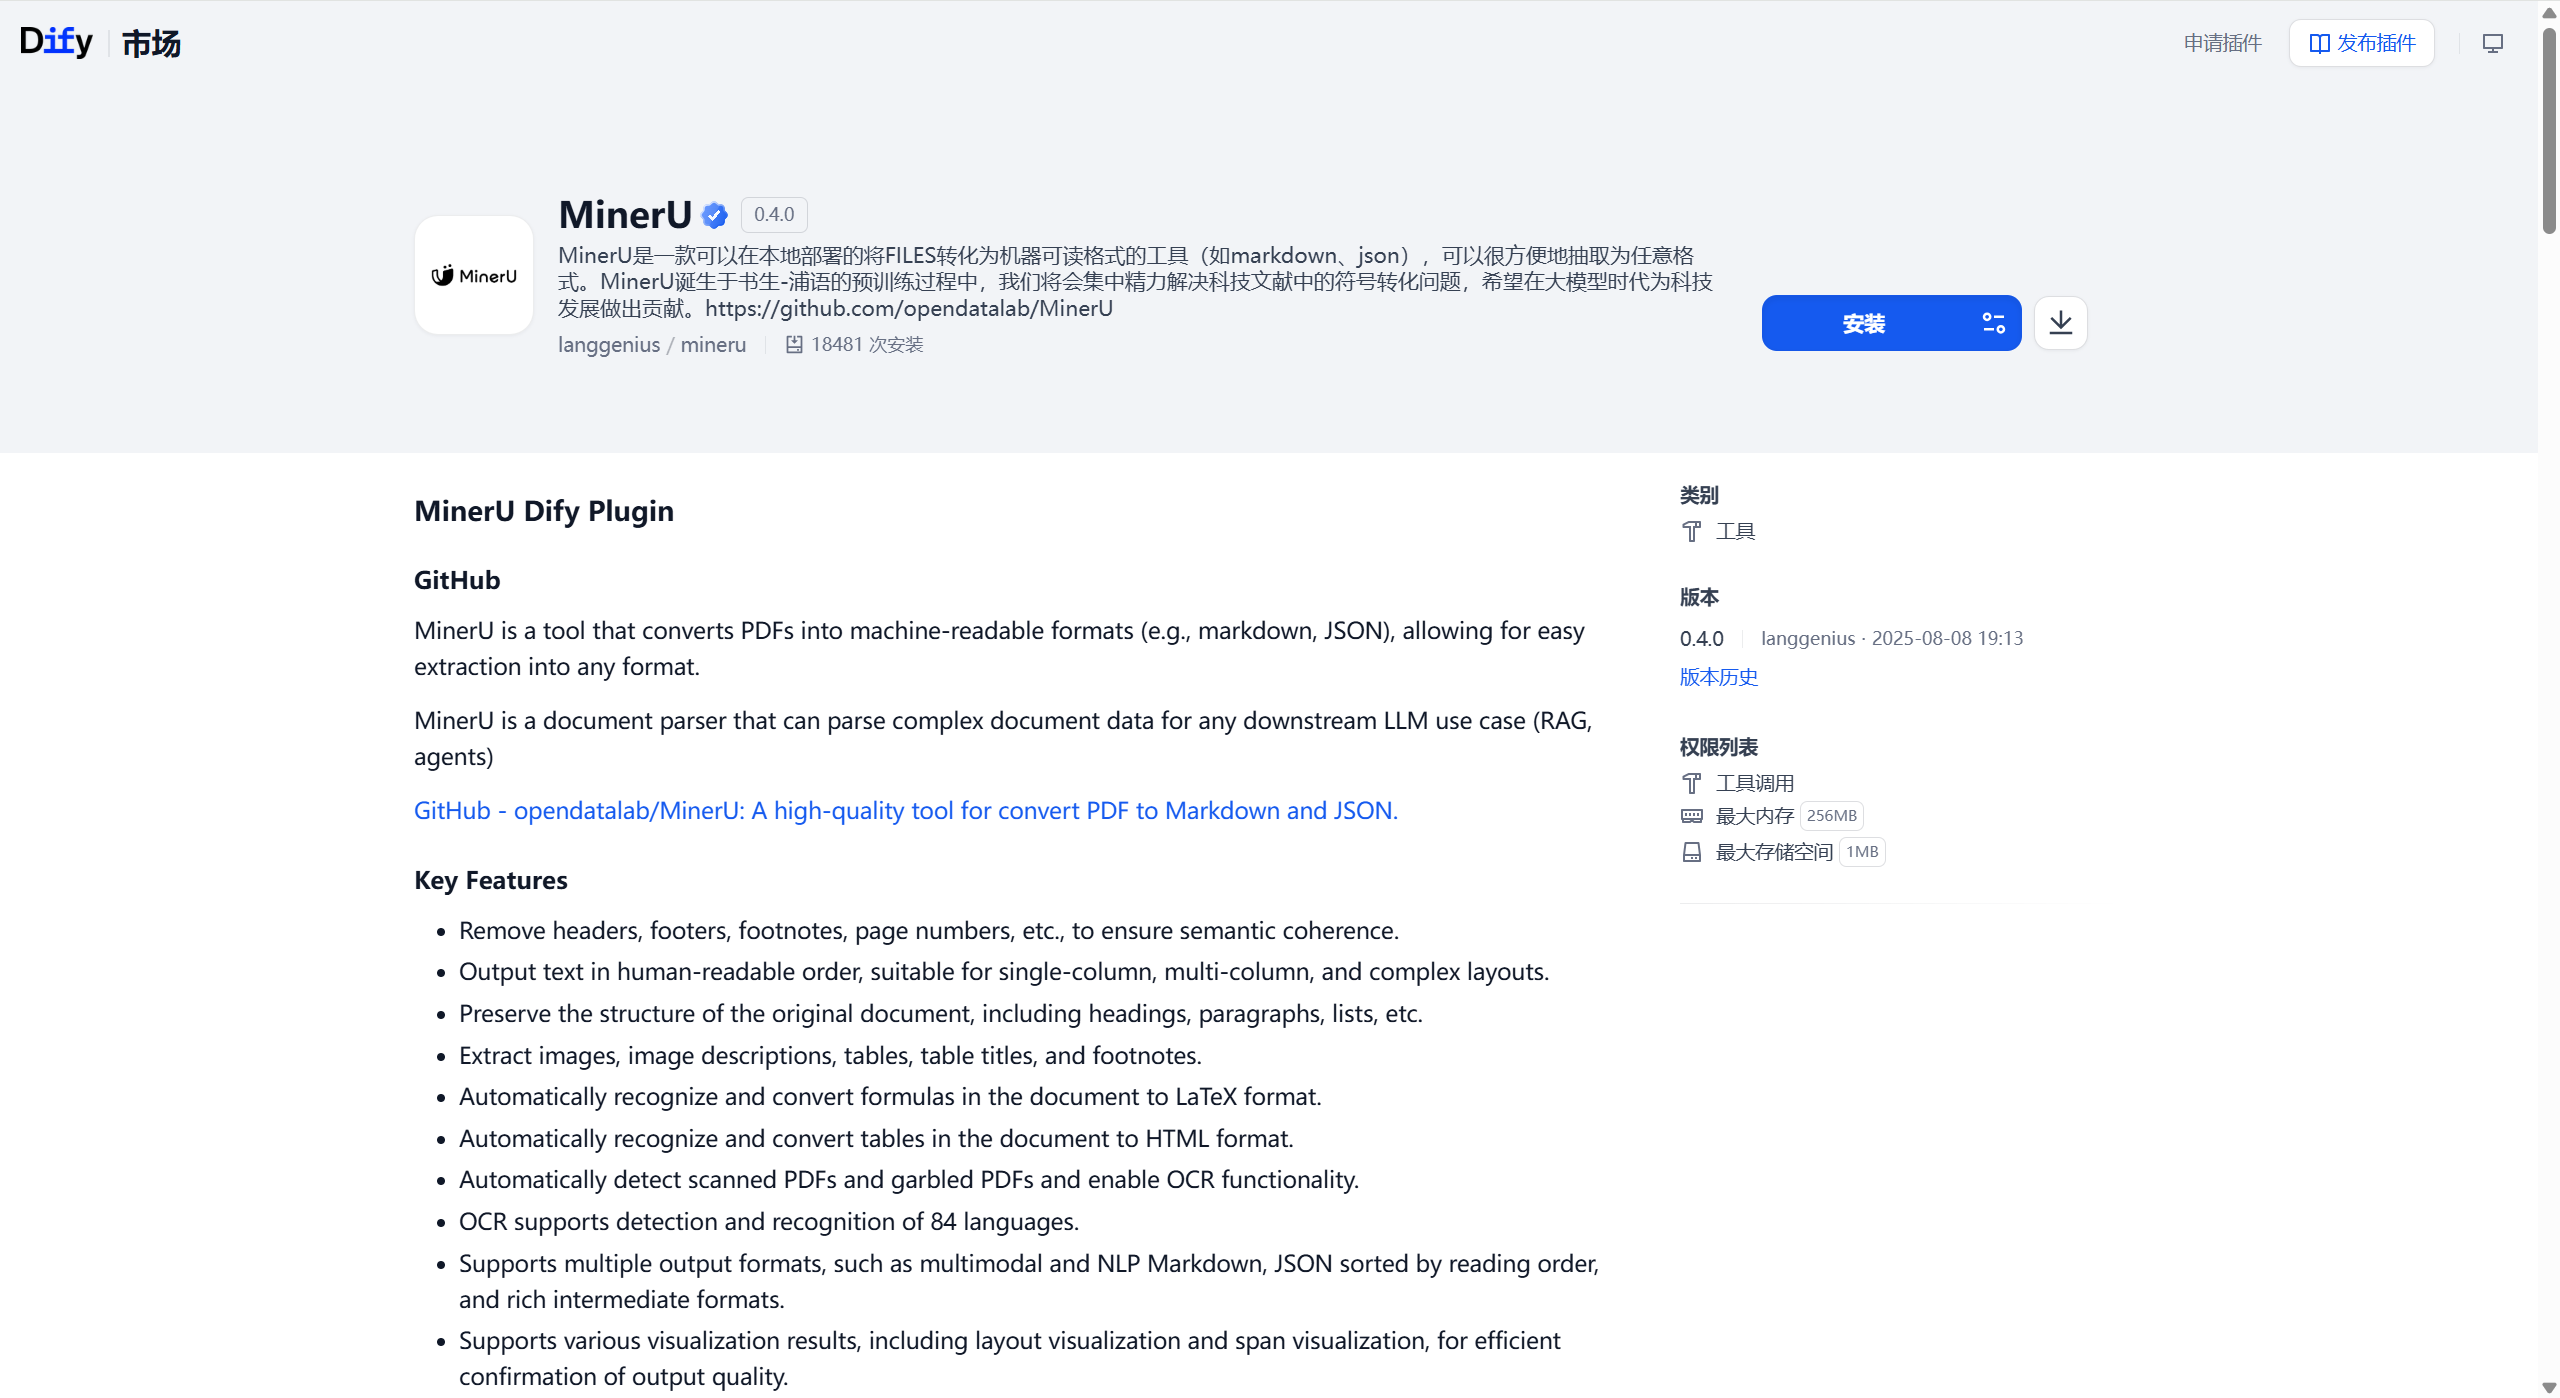 Dify 市场
申请插件
发布插件
MinerU 0.4.0
MinerU
MinerU是一款可以在本地部署的将FILES转化为机器可读格式的工具（如markdown、json），可以很方便地抽取为任意格
式。MinerU诞生于书生-浦语的预训练过程中，我们将会集中精力解决科技文献中的符号转化问题，希望在大模型时代为科技
发展做出贡献。https://github.com/opendatalab/MinerU
langgenius / mineru 18481 次安装
安装
MinerU Dify Plugin
GitHub
MinerU is a tool that converts PDFs into machine-readable formats (e.g., markdown, JSON), allowing for easy
extraction into any format.
MinerU is a document parser that can parse complex document data for any downstream LLM use case (RAG,
agents)
GitHub - opendatalab/MinerU: A high-quality tool for convert PDF to Markdown and JSON.
Key Features
• Remove headers, footers, footnotes, page numbers, etc., to ensure semantic coherence.
• Output text in human-readable order, suitable for single-column, multi-column, and complex layouts.
• Preserve the structure of the original document, including headings, paragraphs, lists, etc.
• Extract images, image descriptions, tables, table titles, and footnotes.
• Automatically recognize and convert formulas in the document to LaTeX format.
• Automatically recognize and convert tables in the document to HTML format.
• Automatically detect scanned PDFs and garbled PDFs and enable OCR functionality.
• OCR supports detection and recognition of 84 languages.
• Supports multiple output formats, such as multimodal and NLP Markdown, JSON sorted by reading order,
and rich intermediate formats.
• Supports various visualization results, including layout visualization and span visualization, for efficient
confirmation of output quality.
类别
工具
版本
0.4.0 langgenius · 2025-08-08 19:13
版本历史
权限列表
工具调用
最大内存 256MB
最大存储空间 1MB